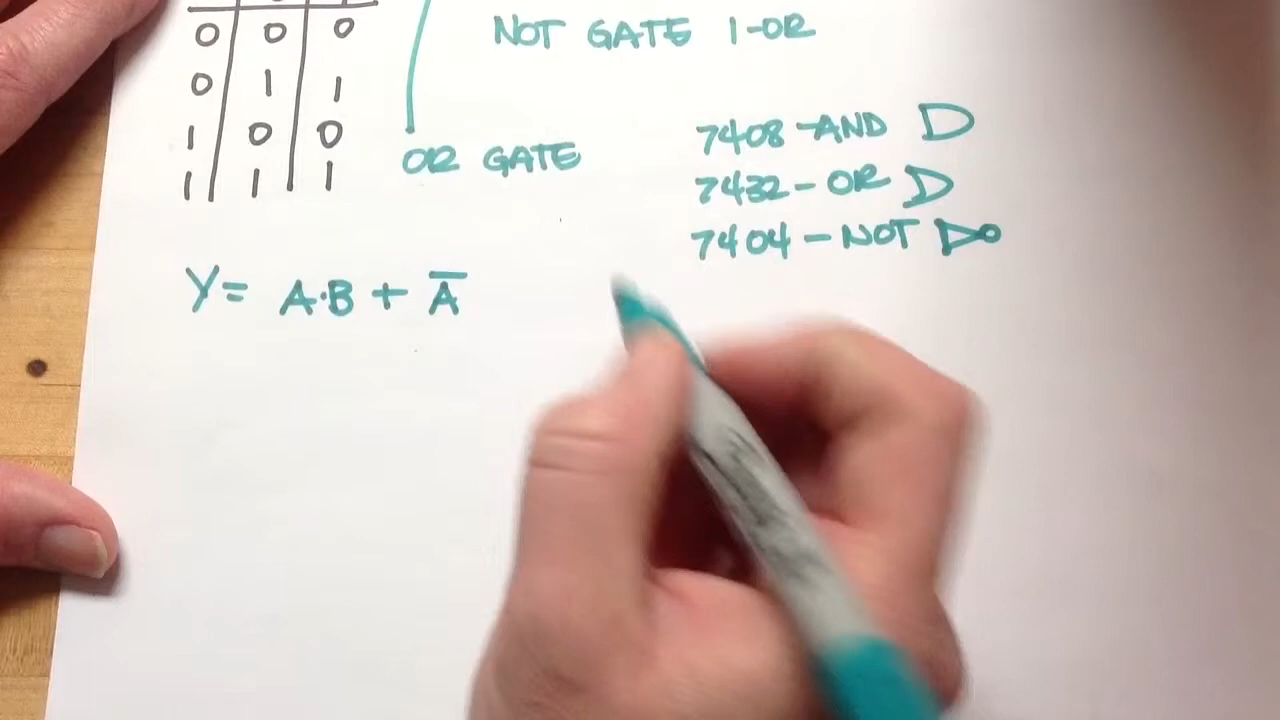 NOT GATE 1-OR
0 0 0
0 1 1
1 0 0
1 1 1
OR GATE
7408-AND
7432-OR
7404-NOT
Y= A·B + A̅